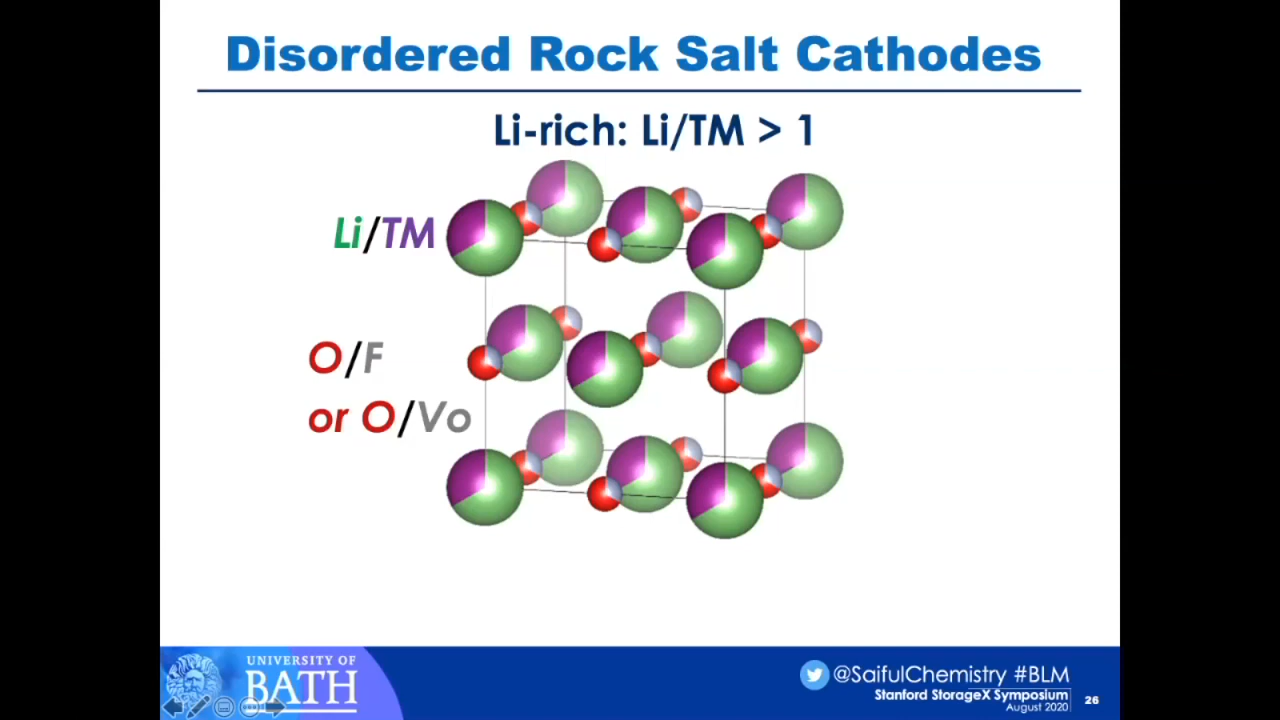 Disordered Rock Salt Cathodes
Li-rich: Li/TM > 1
Li/TM
O/F
or O/Vo
UNIVERSITY OF
BATH
@SaifulChemistry #BLM
Stanford StorageX Symposium
August 2020
26